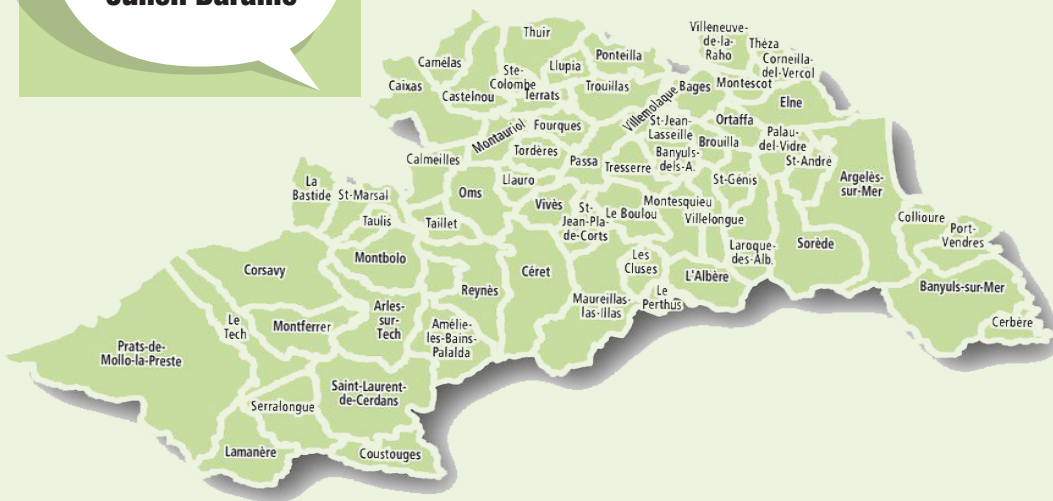 Thuir
Villeneuve-
de-la-
Raho
Théza
Corneilla-
del-Vercol
Camélas
Ste-
Colombe
Llupia
Ponteilla
Caixas
Castelnou
Terrats
Trouillas
Villemolaque
Bages
Montescot
Elne
Montauriol
Fourques
St-Jean-
Lasseille
Ortaffa
Brouilla
Palau-
del-Vidre
Calmeilles
Tordères
Passa
Tresserre
Banyuls-
dels-A.
St-André
La
Bastide
St-Marsal
Oms
Llauro
St-Génis
Argelès-
sur-Mer
Taulis
Taillet
Vivès
St-
Jean-Pla-
de-Corts
Le Boulou
Montesquieu
Villelongue
Collioure
Port-
Vendres
Corsavy
Montbolo
Reynès
Céret
Les
Cluses
L'Albère
Laroque-
des-Alb.
Sorède
Banyuls-sur-Mer
Le
Tech
Montferrer
Arles-
sur-
Tech
Amélie-
les-Bains-
Palalda
Maureillas-
las-Illas
Le
Perthus
Cerbère
Prats-de-
Mollo-la-Preste
Saint-Laurent-
de-Cerdans
Serralongue
Lamanère
Coustouges